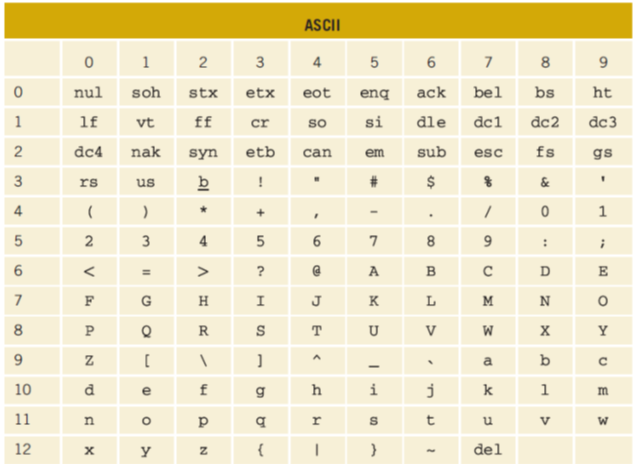 ASCII
0 1 2 3 4 5 6 7 8 9
0 nul soh stx etx eot enq ack bel bs ht
1 lf vt ff cr so si dle dc1 dc2 dc3
2 dc4 nak syn etb can em sub esc fs gs
3 rs us b ! " # $ % & '
4 ( ) * + , - . / 0 1
5 2 3 4 5 6 7 8 9 : ;
6 < = > ? @ A B C D E
7 F G H I J K L M N O
8 P Q R S T U V W X Y
9 Z [ \ ] ^ _ ` a b c
10 d e f g h i j k l m
11 n o p q r s t u v w
12 x y z { | } ~ del